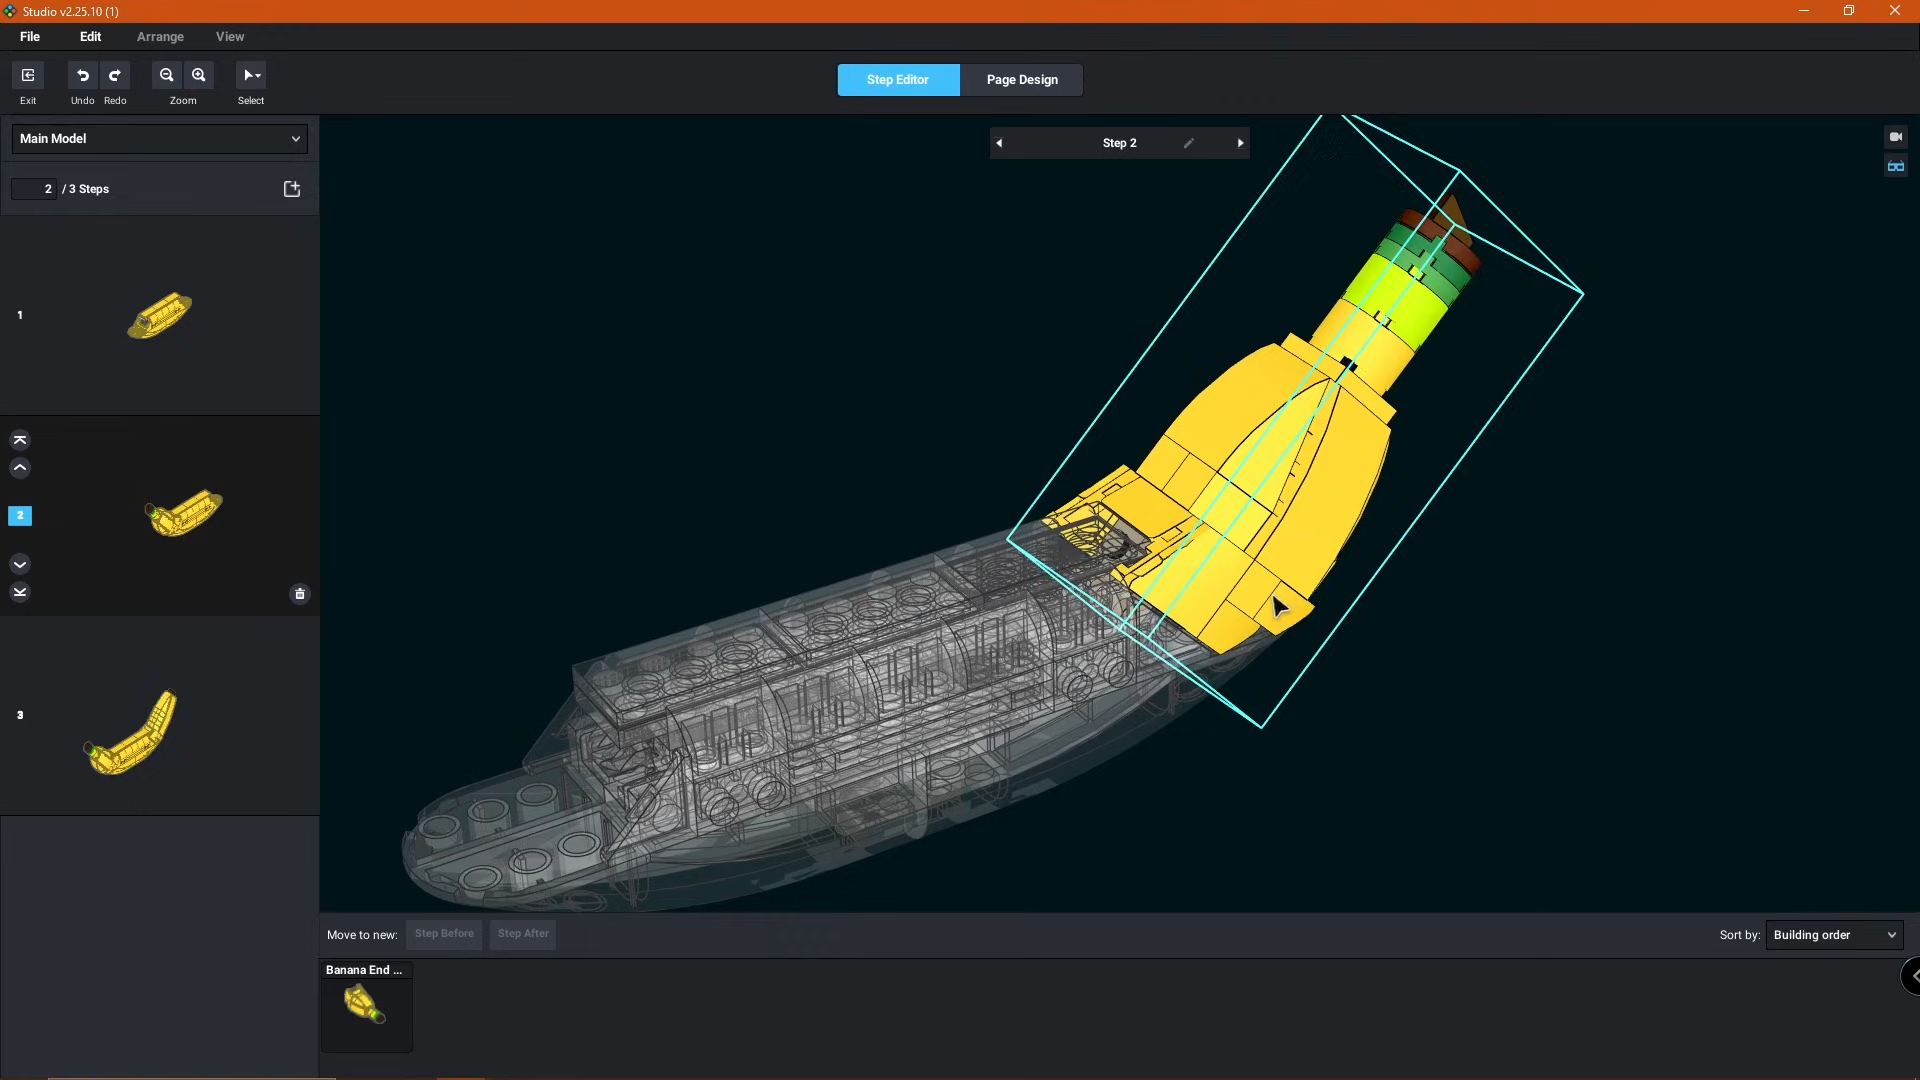 Studio v2.25.10 (1)
File Edit Arrange View
Exit Undo Redo Zoom Select
Step Editor Page Design
Main Model
2 / 3 Steps
Step 2
1
2
3
Move to new: Step Before Step After
Sort by: Building order
Banana End ...